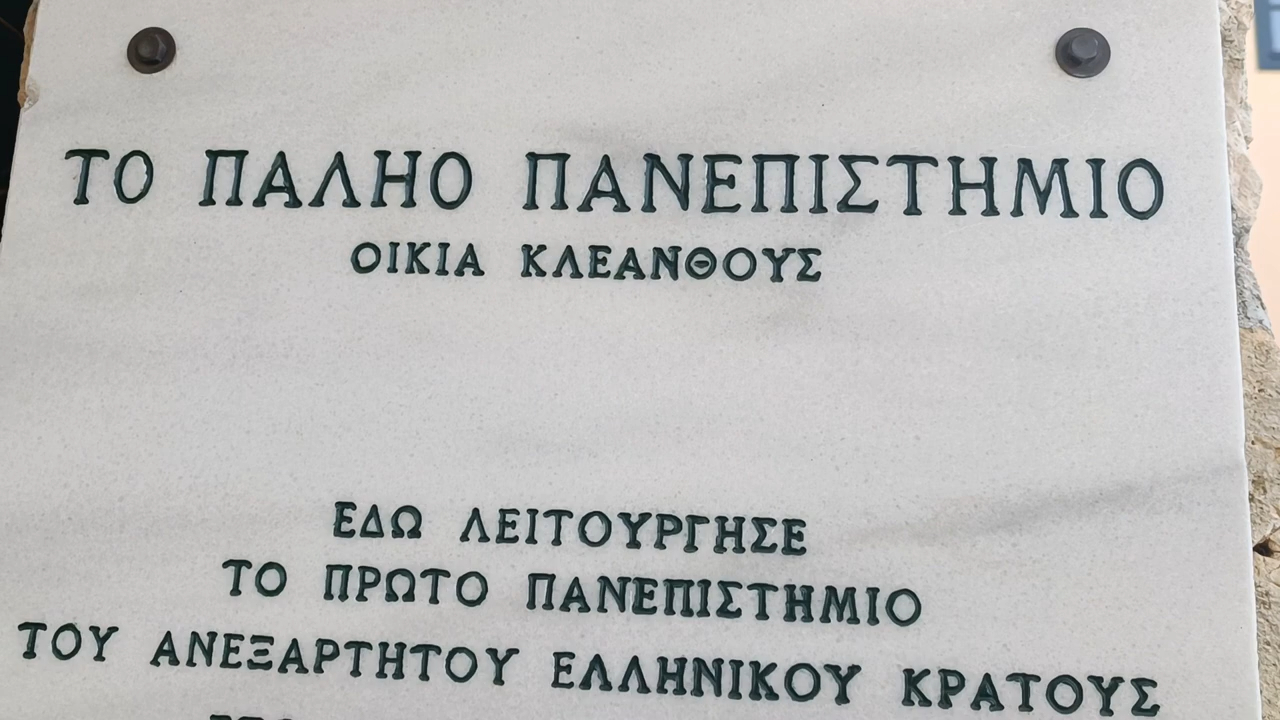 ΤΟ ΠΑΛΗΟ ΠΑΝΕΠΙΣΤΗΜΙΟ
ΟΙΚΙΑ ΚΛΕΑΝΘΟΥΣ
ΕΔΩ ΛΕΙΤΟΥΡΓΗΣΕ
ΤΟ ΠΡΩΤΟ ΠΑΝΕΠΙΣΤΗΜΙΟ
ΤΟΥ ΑΝΕΞΑΡΤΗΤΟΥ ΕΛΛΗΝΙΚΟΥ ΚΡΑΤΟΥΣ